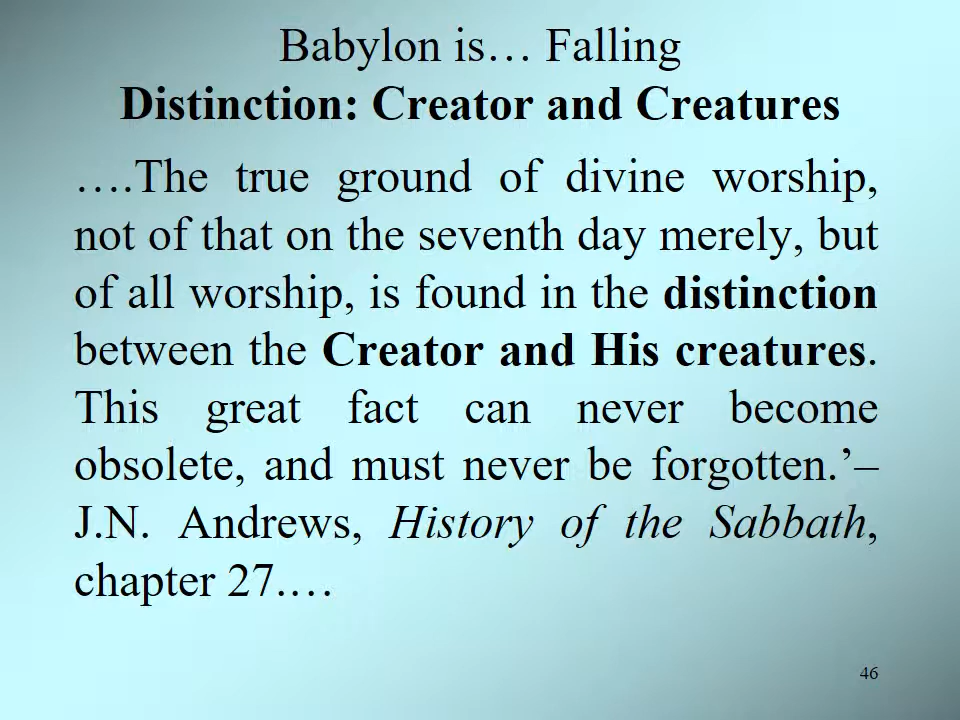 Babylon is… Falling
Distinction: Creator and Creatures
….The true ground of divine worship,
not of that on the seventh day merely, but
of all worship, is found in the distinction
between the Creator and His creatures.
This great fact can never become
obsolete, and must never be forgotten.’–
J.N. Andrews, History of the Sabbath,
chapter 27.…
46